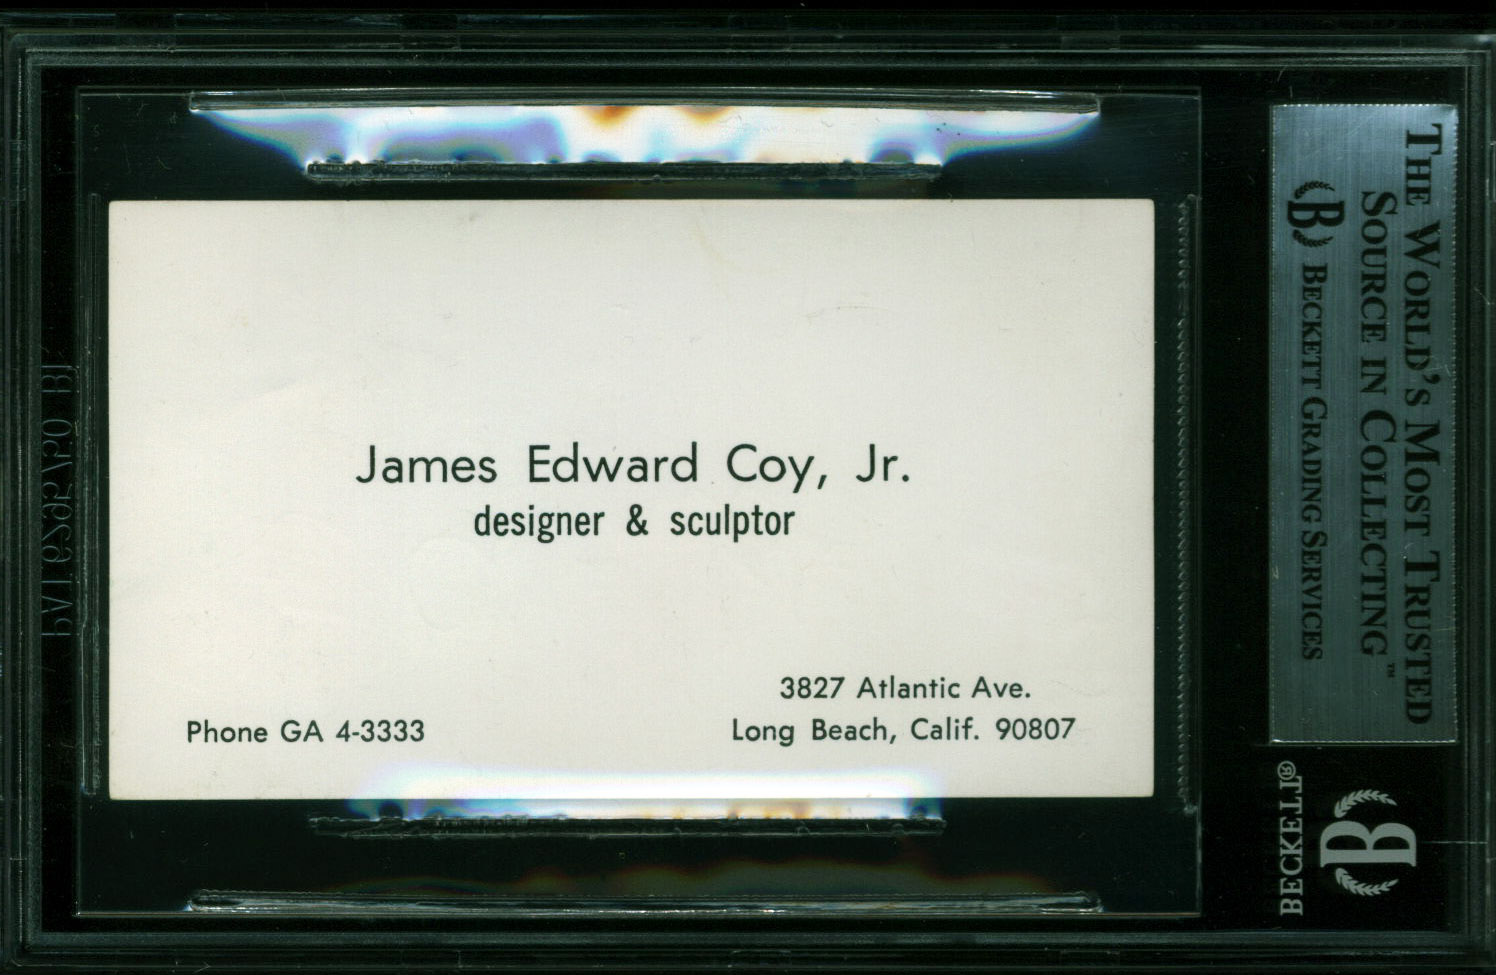 James Edward Coy, Jr.
designer & sculptor
Phone GA 4-3333
3827 Atlantic Ave.
Long Beach, Calif. 90807
THE WORLD'S MOST TRUSTED
SOURCE IN COLLECTING™
B BECKETT GRADING SERVICES
BECKETT®
B